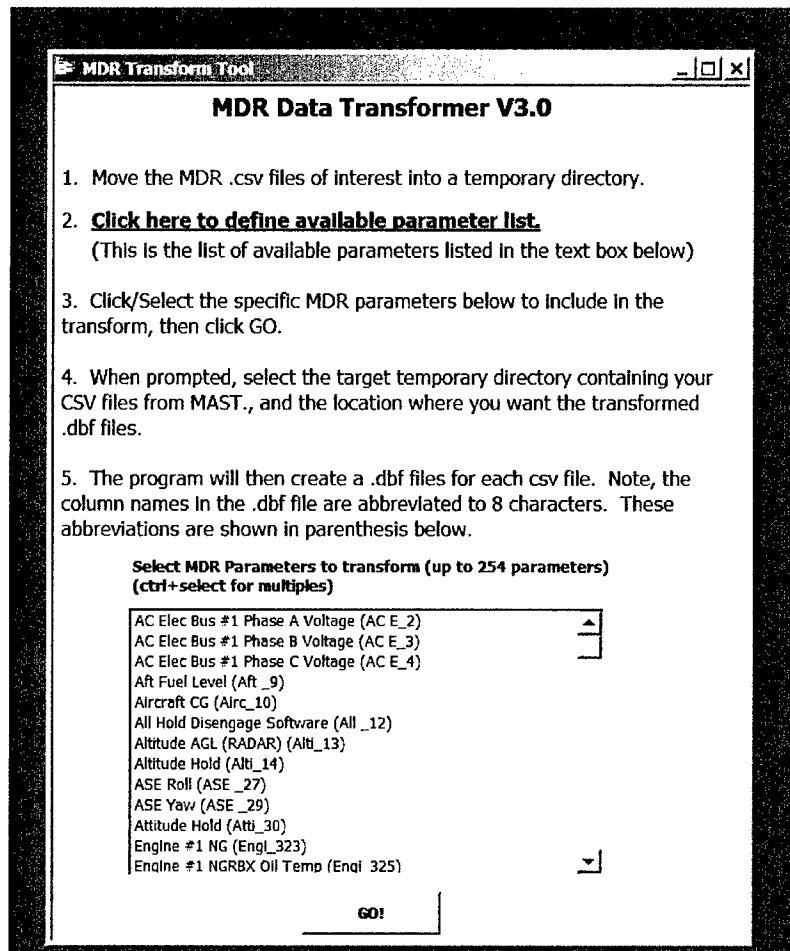 MDR Transform Tool
MDR Data Transformer V3.0
1. Move the MDR .csv files of interest into a temporary directory.
2. Click here to define available parameter list.
(This is the list of available parameters listed in the text box below)
3. Click/Select the specific MDR parameters below to include in the
transform, then click GO.
4. When prompted, select the target temporary directory containing your
CSV files from MAST., and the location where you want the transformed
.dbf files.
5. The program will then create a .dbf files for each csv file. Note, the
column names in the .dbf file are abbreviated to 8 characters. These
abbreviations are shown in parenthesis below.
Select MDR Parameters to transform (up to 254 parameters)
(ctrl+select for multiples)
AC Elec Bus #1 Phase A Voltage (AC E_2)
AC Elec Bus #1 Phase B Voltage (AC E_3)
AC Elec Bus #1 Phase C Voltage (AC E_4)
Aft Fuel Level (Aft _9)
Aircraft CG (Airc_10)
All Hold Disengage Software (All _12)
Altitude AGL (RADAR) (Alti_13)
Altitude Hold (Alti_14)
ASE Roll (ASE _27)
ASE Yaw (ASE _29)
Attitude Hold (Atti_30)
Engine #1 NG (Engi_323)
Engine #1 NGRBX Oil Temp (Engi_325)
GO!